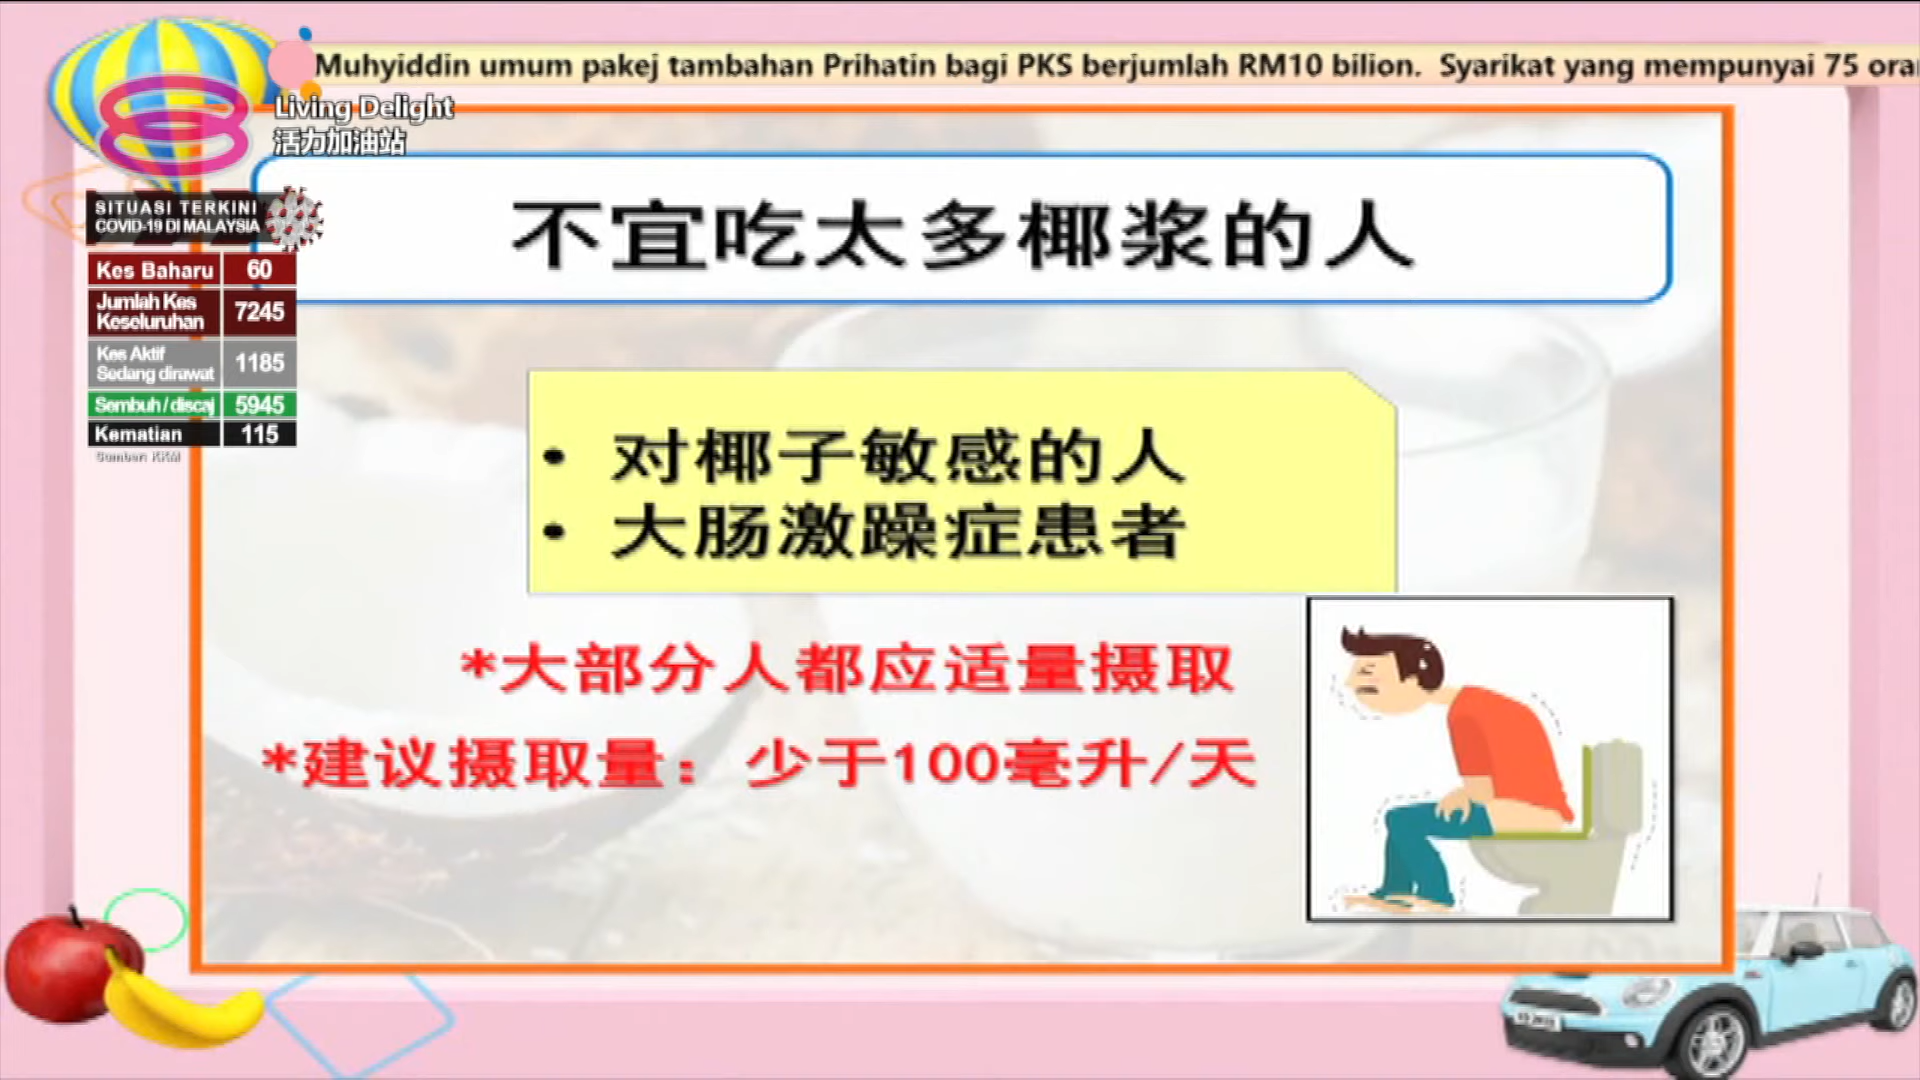 Muhyiddin umum pakej tambahan Prihatin bagi PKS berjumlah RM10 bilion. Syarikat yang mempunyai 75 ora
Living Delight
活力加油站
SITUASI TERKINI
COVID-19 DI MALAYSIA
Kes Baharu 60
Jumlah Kes
Keseluruhan 7245
Kes Aktif
Sedang dirawat 1185
Sembuh / discaj 5945
Kematian 115
Sumber: KKM
不宜吃太多椰浆的人
• 对椰子敏感的人
• 大肠激躁症患者
*大部分人都应适量摄取
*建议摄取量：少于100毫升/天